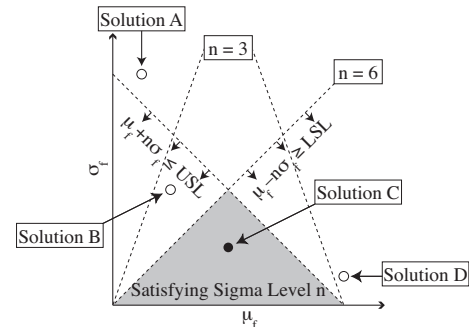 Solution A
n = 3
n = 6
μf+nσf ≤ USL
μf−nσf ≥ LSL
σf
Solution C
Solution B
Solution D
Satisfying Sigma Level n
μf